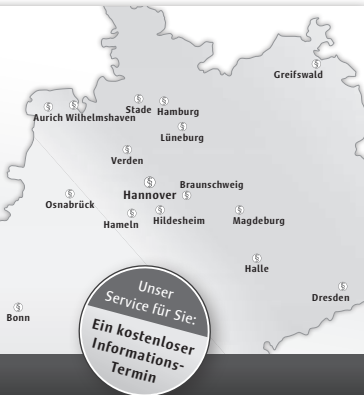 Greifswald
Stade Hamburg
Aurich Wilhelmshaven
Lüneburg
Verden
Braunschweig
Hannover
Osnabrück
Hameln Hildesheim Magdeburg
Halle
Dresden
Bonn
Unser
Service für Sie:
Ein kostenloser
Informations-
Termin